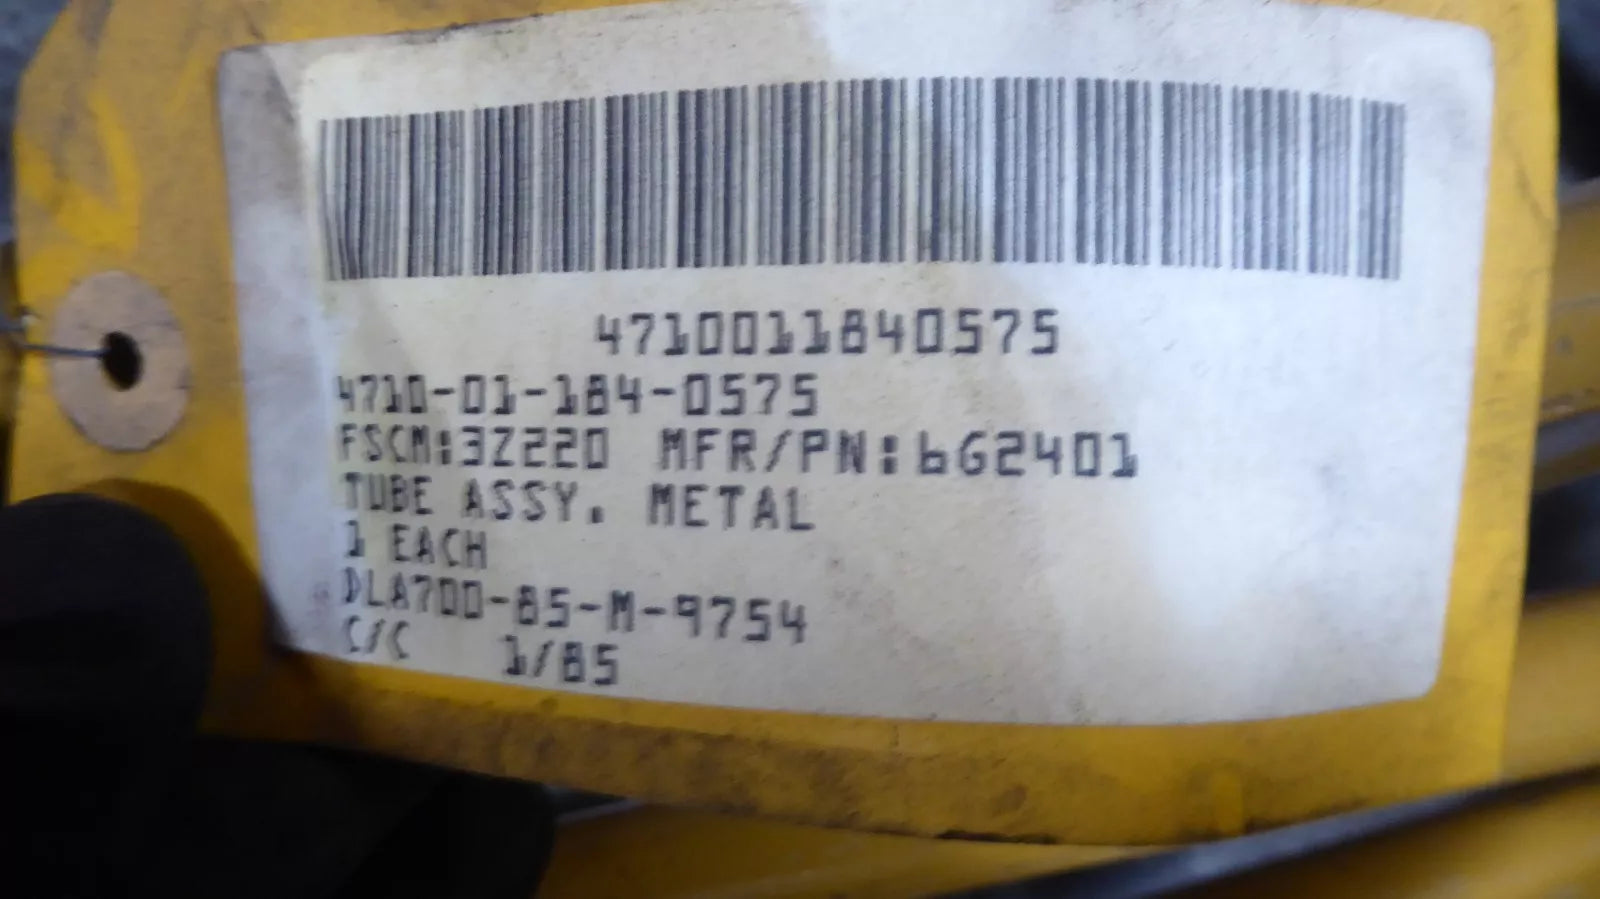 4710011840575
4710-01-184-0575
FSCM:3Z220 MFR/PN:6G2401
TUBE ASSY. METAL
1 EACH
DLA700-85-M-9754
C/C 1/85